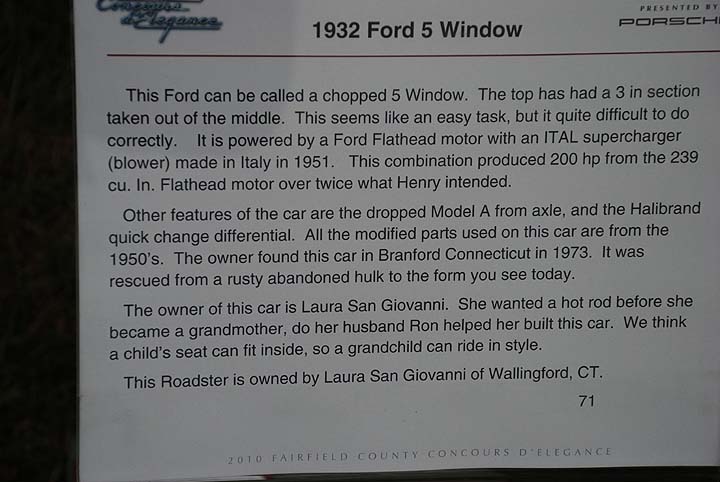 Concours
d'Elegance
PRESENTED BY
PORSCH
1932 Ford 5 Window
This Ford can be called a chopped 5 Window. The top has had a 3 in section
taken out of the middle. This seems like an easy task, but it quite difficult to do
correctly. It is powered by a Ford Flathead motor with an ITAL supercharger
(blower) made in Italy in 1951. This combination produced 200 hp from the 239
cu. In. Flathead motor over twice what Henry intended.
Other features of the car are the dropped Model A from axle, and the Halibrand
quick change differential. All the modified parts used on this car are from the
1950's. The owner found this car in Branford Connecticut in 1973. It was
rescued from a rusty abandoned hulk to the form you see today.
The owner of this car is Laura San Giovanni. She wanted a hot rod before she
became a grandmother, do her husband Ron helped her built this car. We think
a child's seat can fit inside, so a grandchild can ride in style.
This Roadster is owned by Laura San Giovanni of Wallingford, CT.
71
2010 FAIRFIELD COUNTY CONCOURS D'ELEGANCE